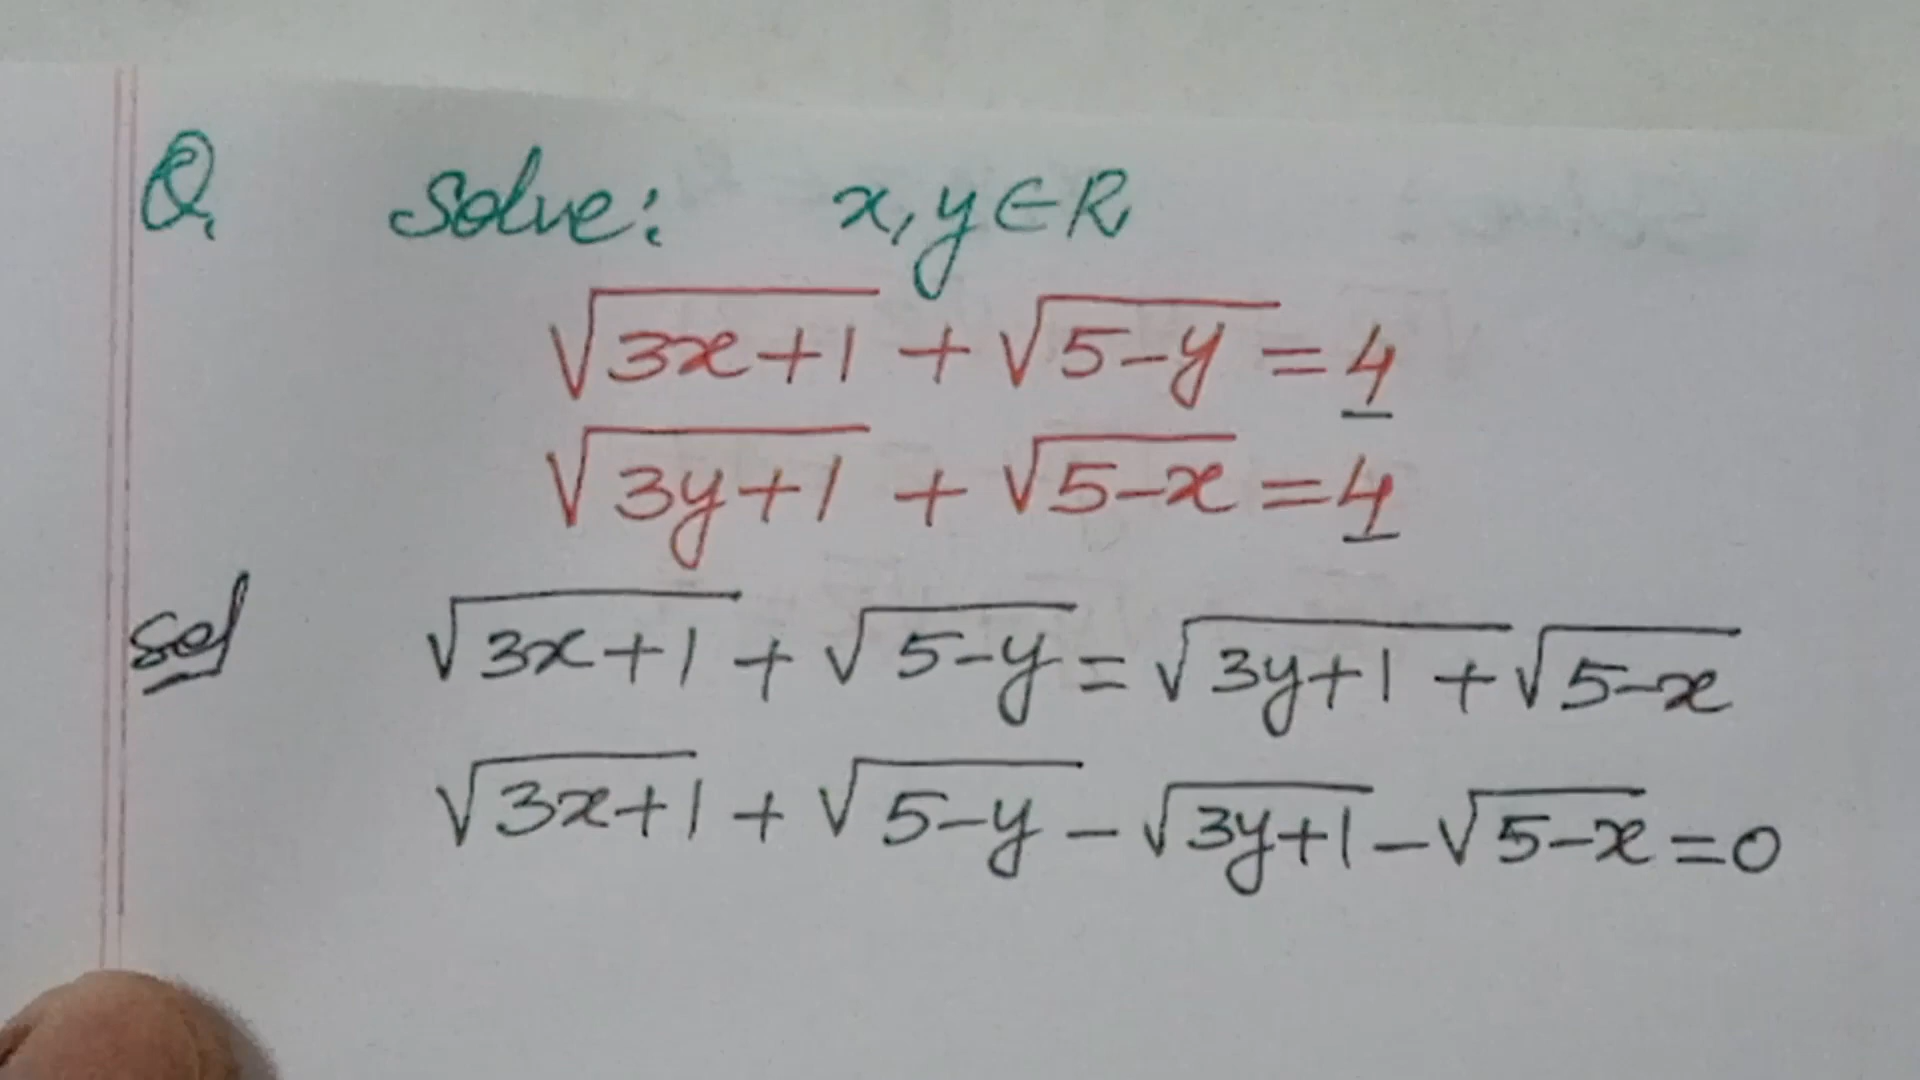 Q. Solve: x, y ∈ R
√(3x+1) + √(5-y) = 4
√(3y+1) + √(5-x) = 4
Sol √(3x+1) + √(5-y) = √(3y+1) + √(5-x)
√(3x+1) + √(5-y) - √(3y+1) - √(5-x) = 0